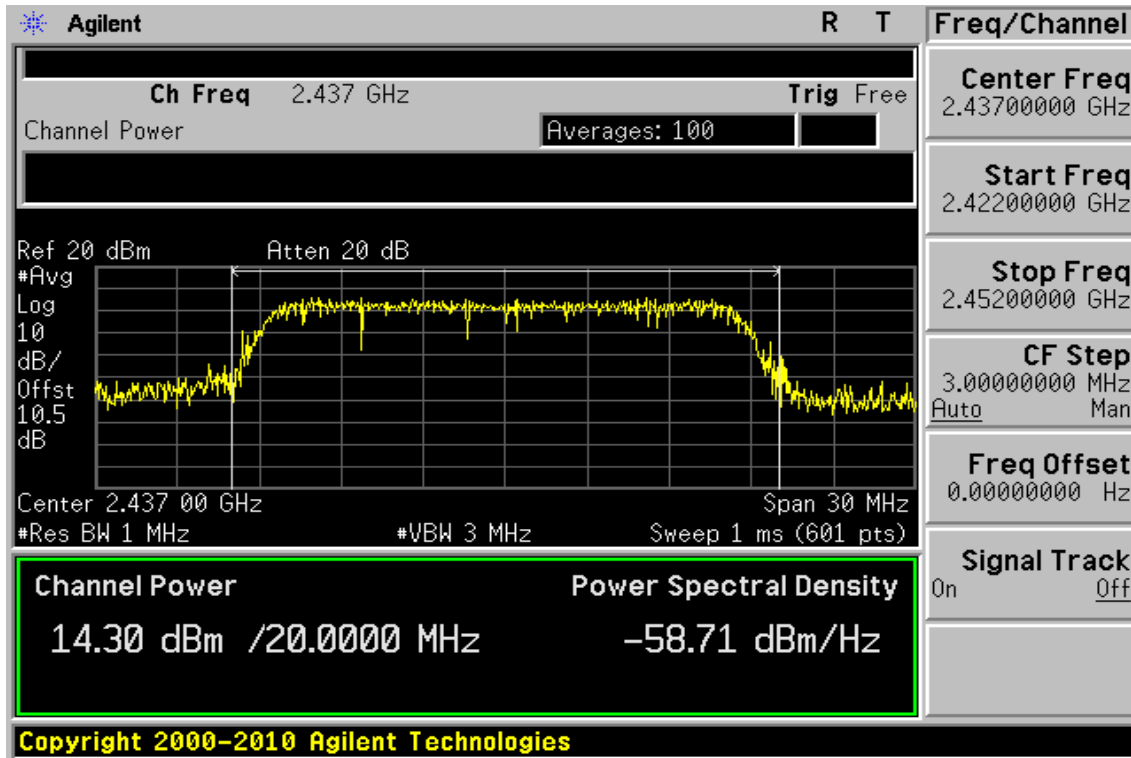 Agilent R T
Ch Freq 2.437 GHz Trig Free
Channel Power Averages: 100
Ref 20 dBm Atten 20 dB
#Avg
Log
10
dB/
Offst
10.5
dB
Center 2.437 00 GHz Span 30 MHz
#Res BW 1 MHz #VBW 3 MHz Sweep 1 ms (601 pts)
Channel Power Power Spectral Density
14.30 dBm /20.0000 MHz -58.71 dBm/Hz
Copyright 2000-2010 Agilent Technologies
Freq/Channel
Center Freq
2.43700000 GHz
Start Freq
2.42200000 GHz
Stop Freq
2.45200000 GHz
CF Step
3.00000000 MHz
Auto Man
Freq Offset
0.00000000 Hz
Signal Track
On Off